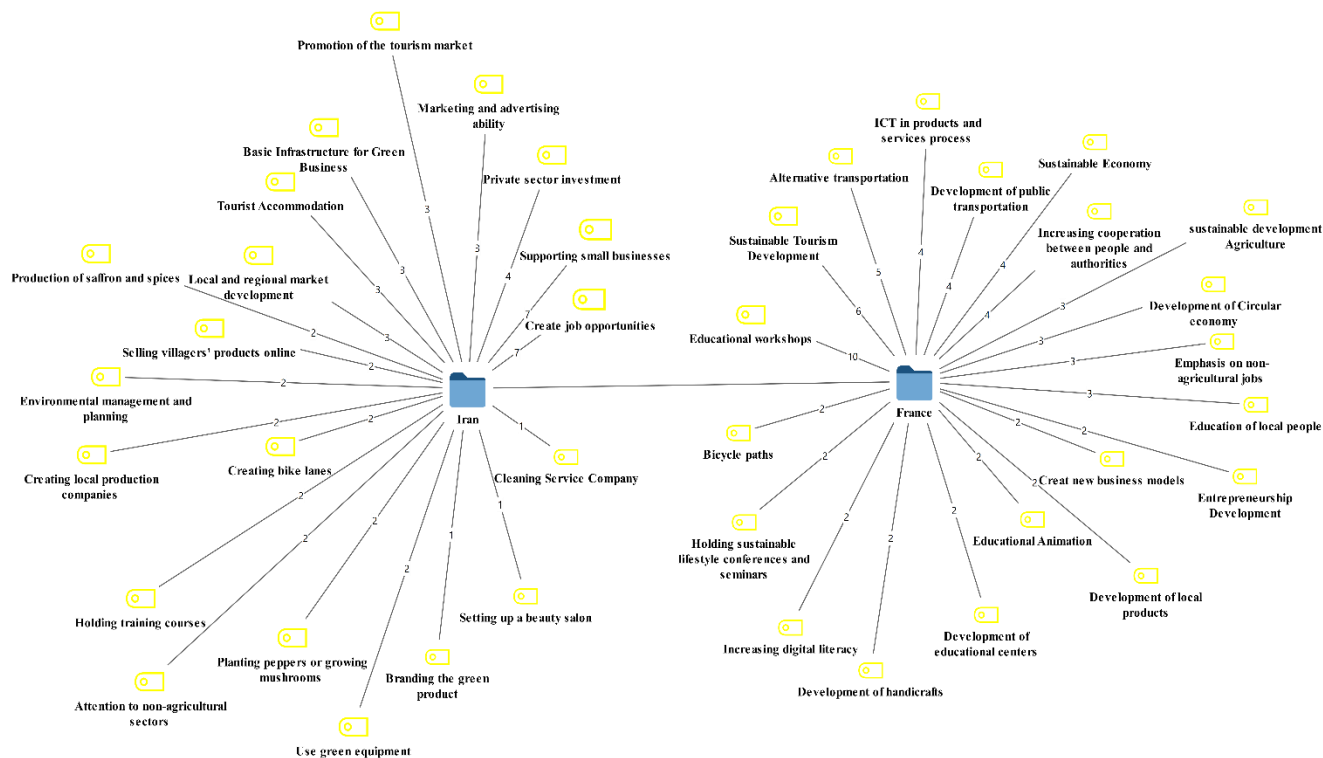 Promotion of the tourism market
Marketing and advertising
ability
Basic Infrastructure for Green
Business
Private sector investment
Tourist Accommodation
Supporting small businesses
Production of saffron and spices
Local and regional market
development
Create job opportunities
Selling villagers' products online
Environmental management and
planning
Iran
Creating bike lanes
Creating local production
companies
Cleaning Service Company
Holding training courses
Setting up a beauty salon
Planting peppers or growing
mushrooms
Branding the green
product
Attention to non-agricultural
sectors
Use green equipment
3
3
3
4
3
7
2
3
7
2
2
2
2
1
2
2
2
1
1
2
ICT in products and
services process
Alternative transportation
Sustainable Economy
Development of public
transportation
Sustainable Tourism
Development
Increasing cooperation
between people and
authorities
sustainable development
Agriculture
Educational workshops
Development of Circular
economy
Emphasis on non-
agricultural jobs
France
Education of local people
Bicycle paths
Creat new business models
Entrepreneurship
Development
Holding sustainable
lifestyle conferences and
seminars
Educational Animation
Development of local
products
Increasing digital literacy
Development of
educational centers
Development of handicrafts
4
5
4
4
6
4
3
10
3
3
3
2
2
2
2
2
2
2
2
2